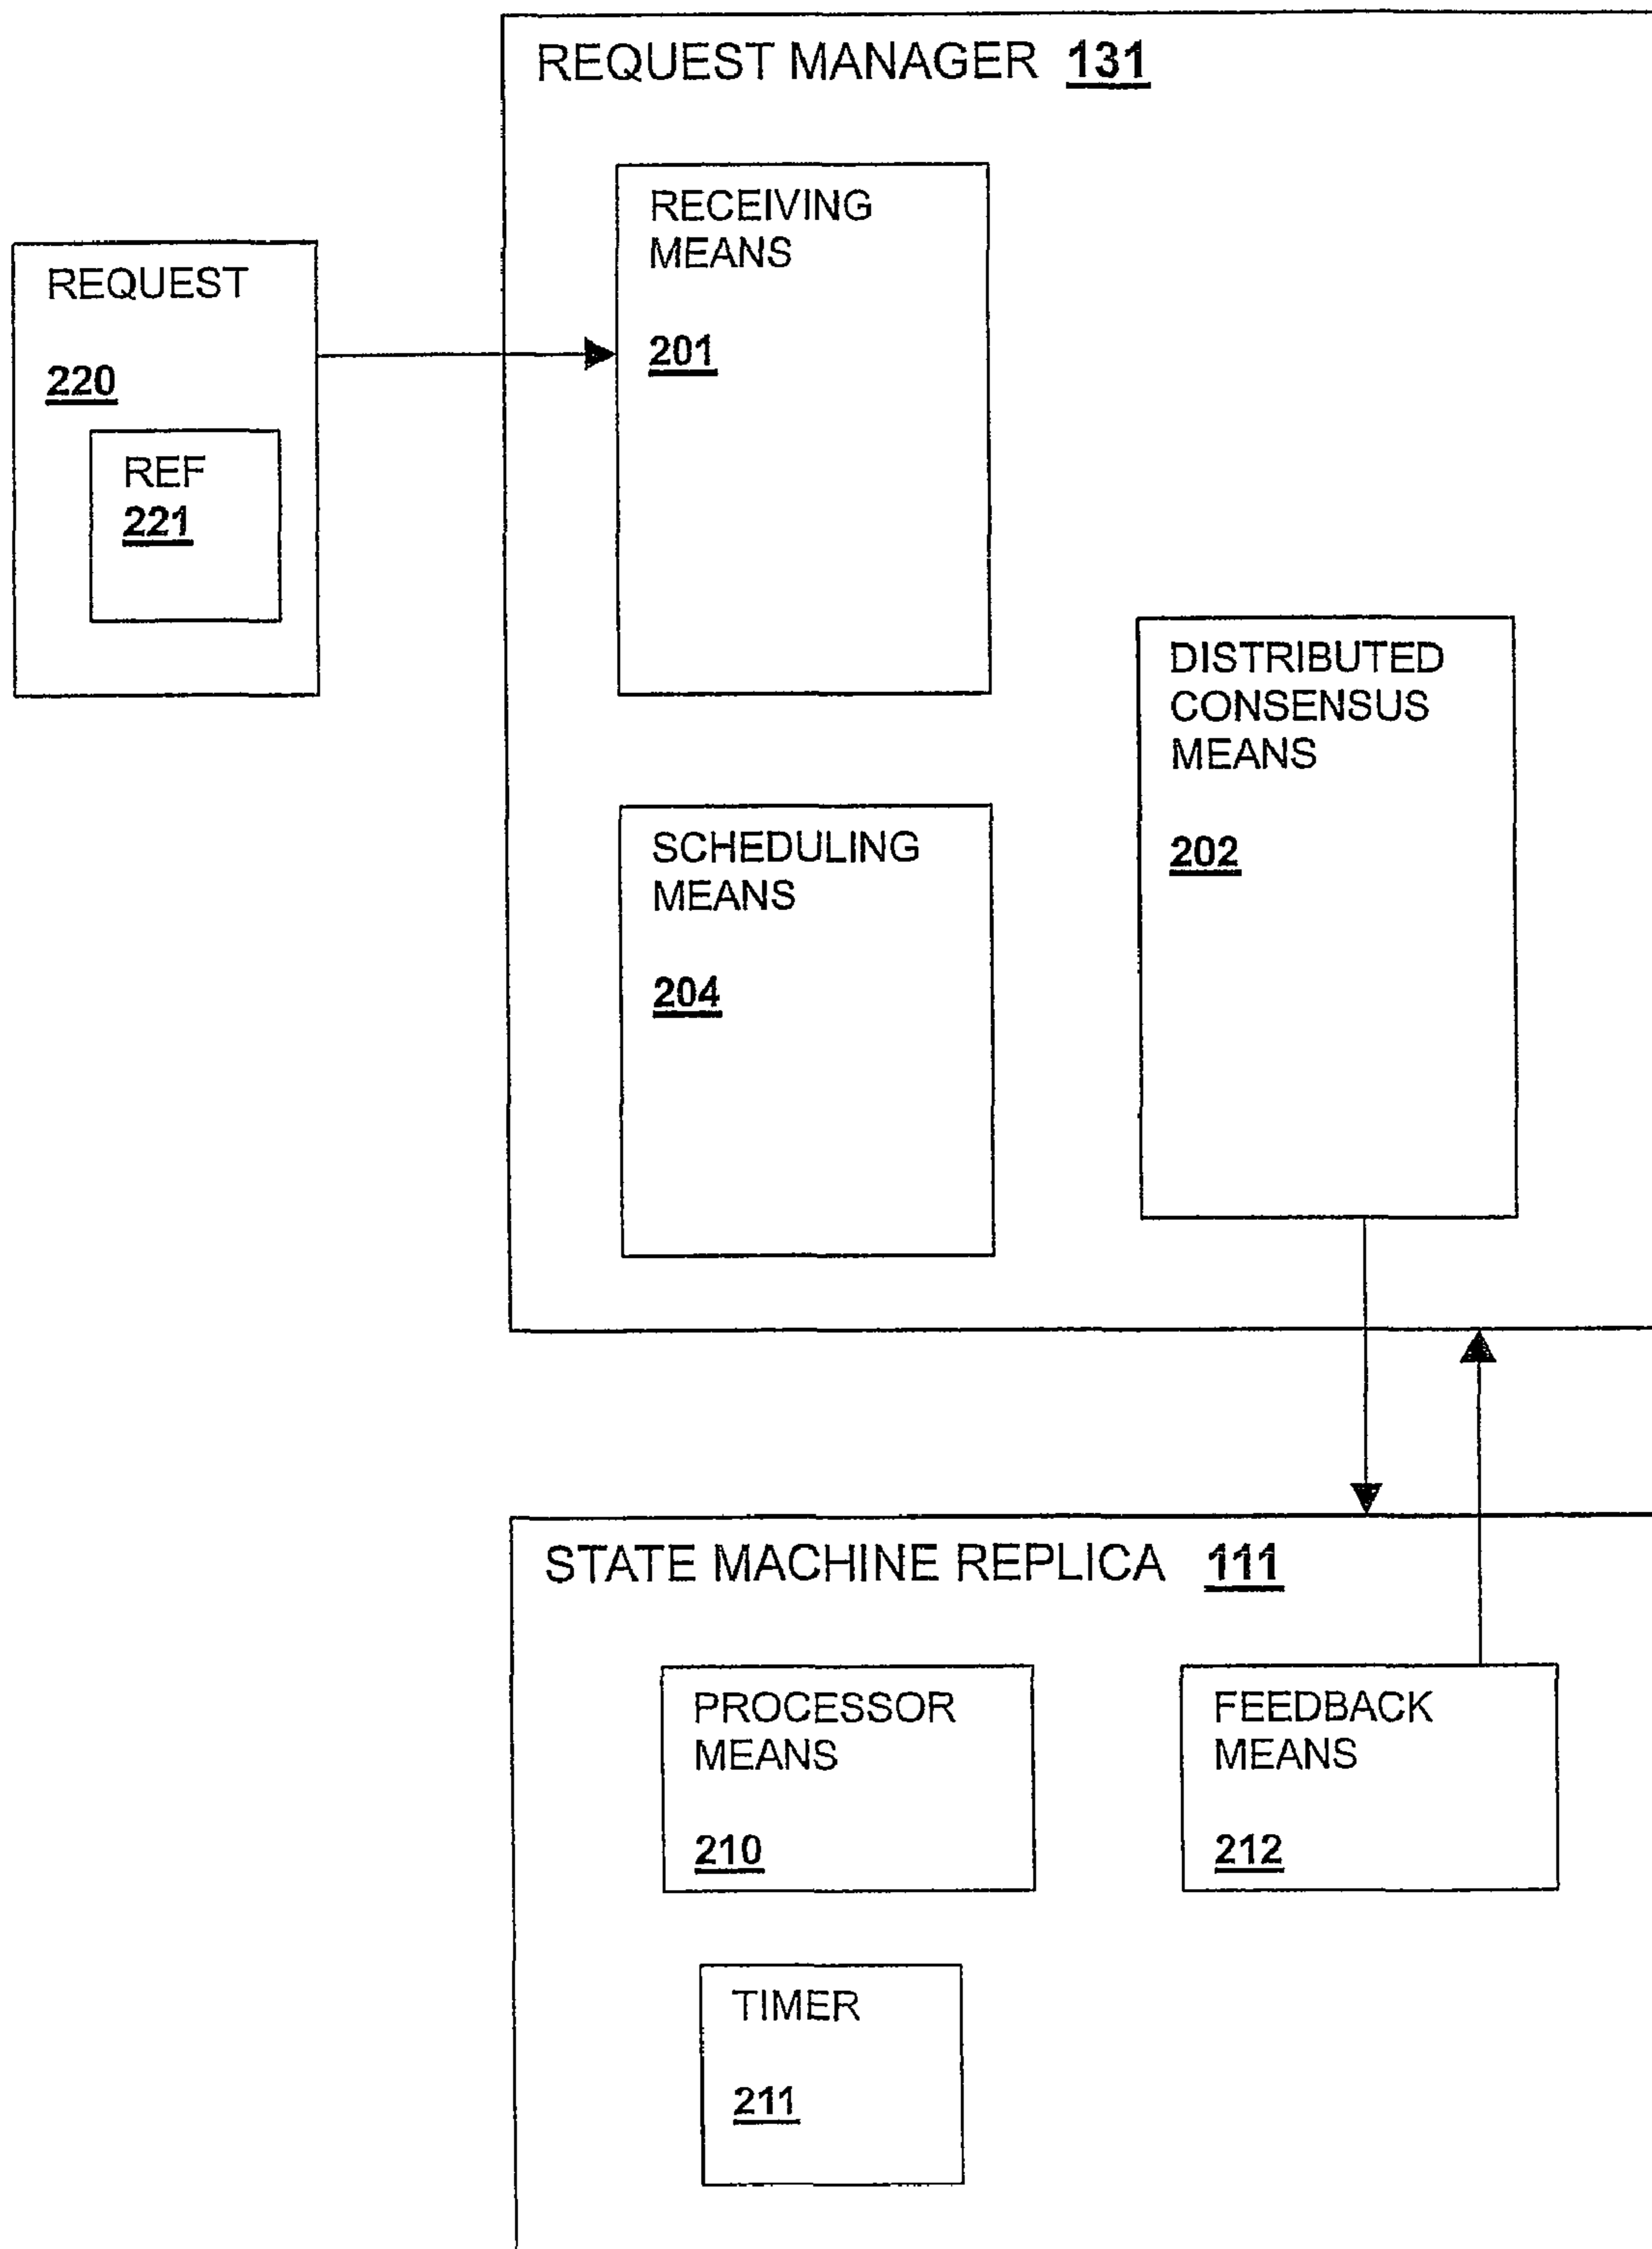 REQUEST MANAGER 131
RECEIVING
MEANS
201
REQUEST
220
REF
221
DISTRIBUTED
CONSENSUS
MEANS
202
SCHEDULING
MEANS
204
STATE MACHINE REPLICA 111
PROCESSOR
MEANS
210
FEEDBACK
MEANS
212
TIMER
211